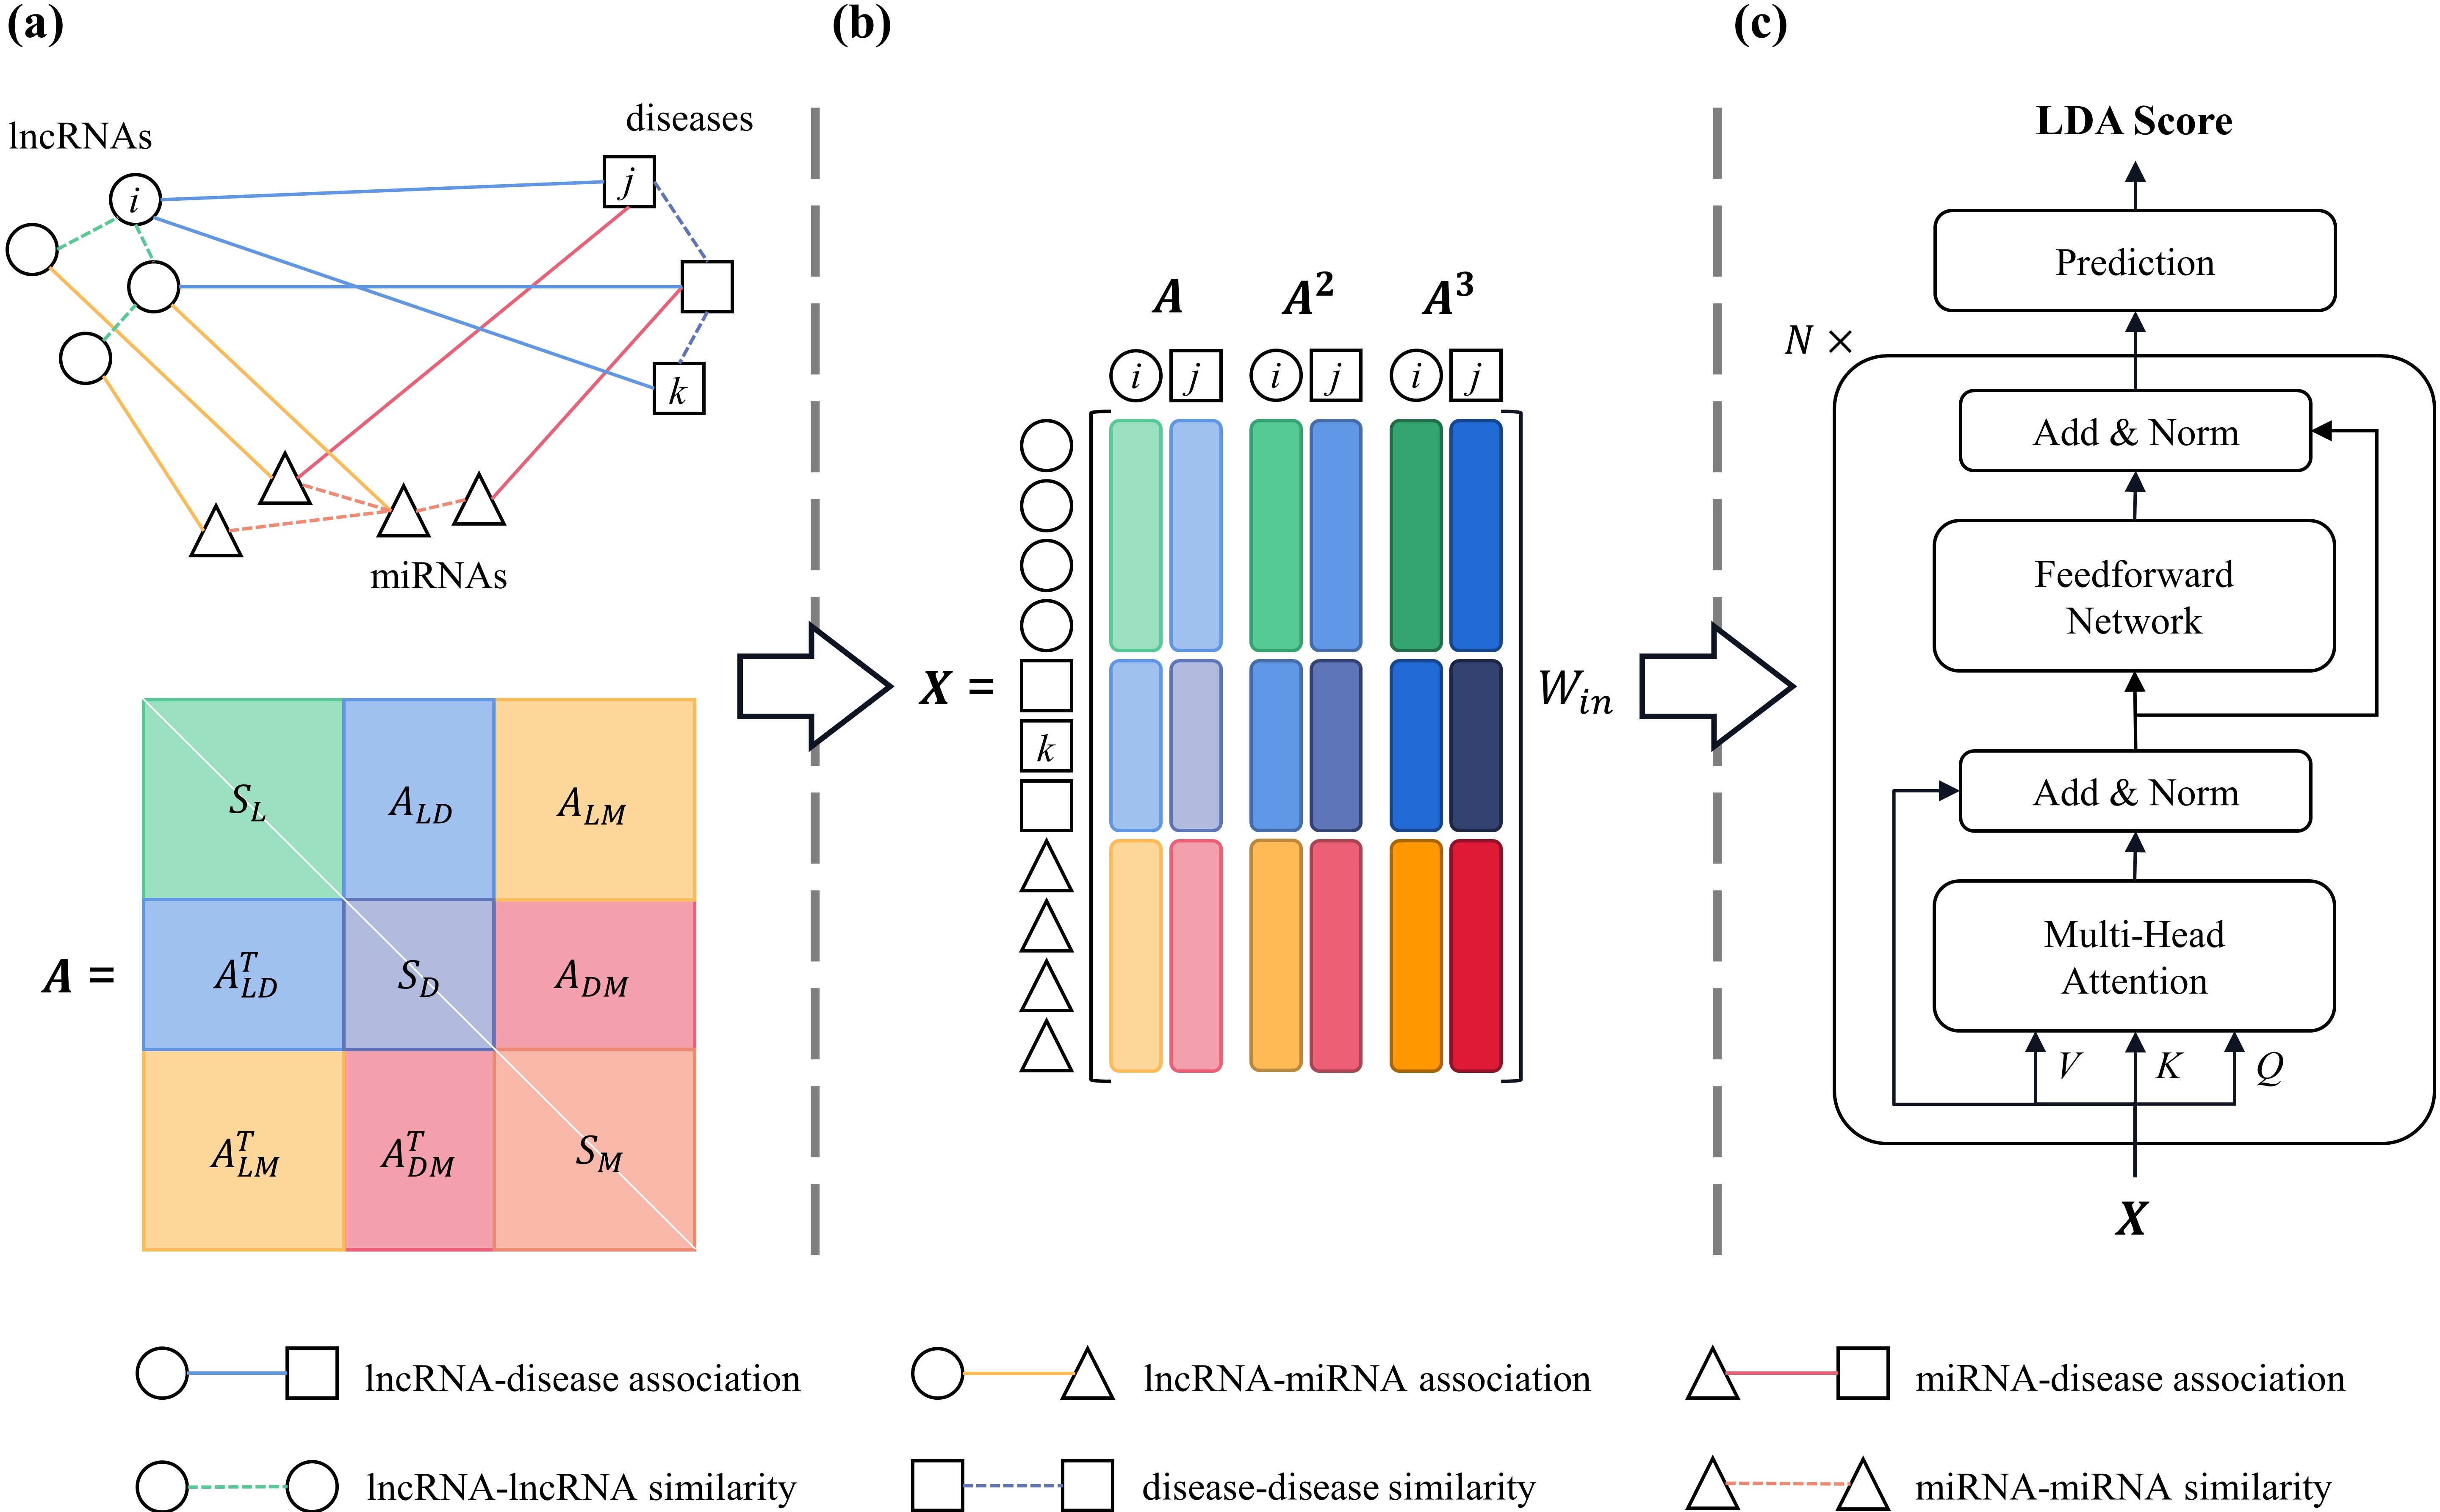 (a)
lncRNAs
diseases
i
j
k
miRNAs
A =
S_L
A_{LD}
A_{LM}
A_{LD}^T
S_D
A_{DM}
A_{LM}^T
A_{DM}^T
S_M
(b)
A
A²
A³
i j i j i j
k
X =
W_{in}
(c)
LDA Score
Prediction
N ×
Add & Norm
Feedforward
Network
Add & Norm
Multi-Head
Attention
V K Q
X
lncRNA-disease association
lncRNA-miRNA association
miRNA-disease association
lncRNA-lncRNA similarity
disease-disease similarity
miRNA-miRNA similarity